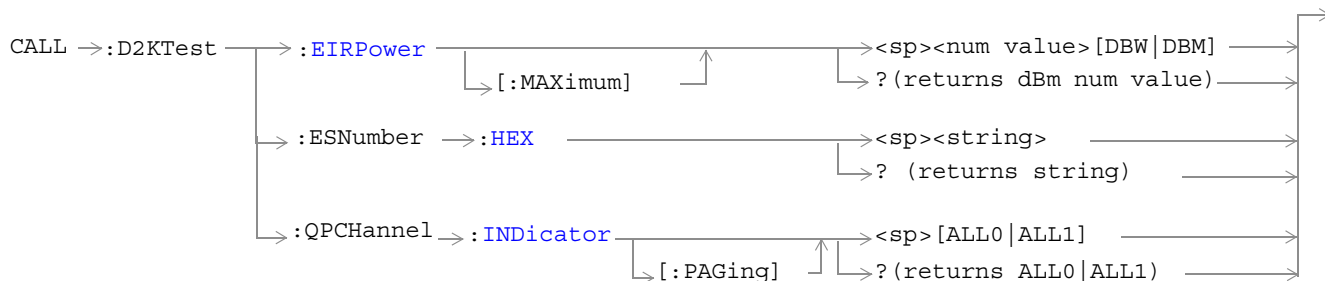 CALL :D2KTest :EIRPower <sp><num value>[DBW|DBM]
[:MAXimum] ?(returns dBm num value)
:ESNumber :HEX <sp><string>
? (returns string)
:QPCHannel :INDicator <sp>[ALL0|ALL1]
[:PAGing] ?(returns ALL0|ALL1)